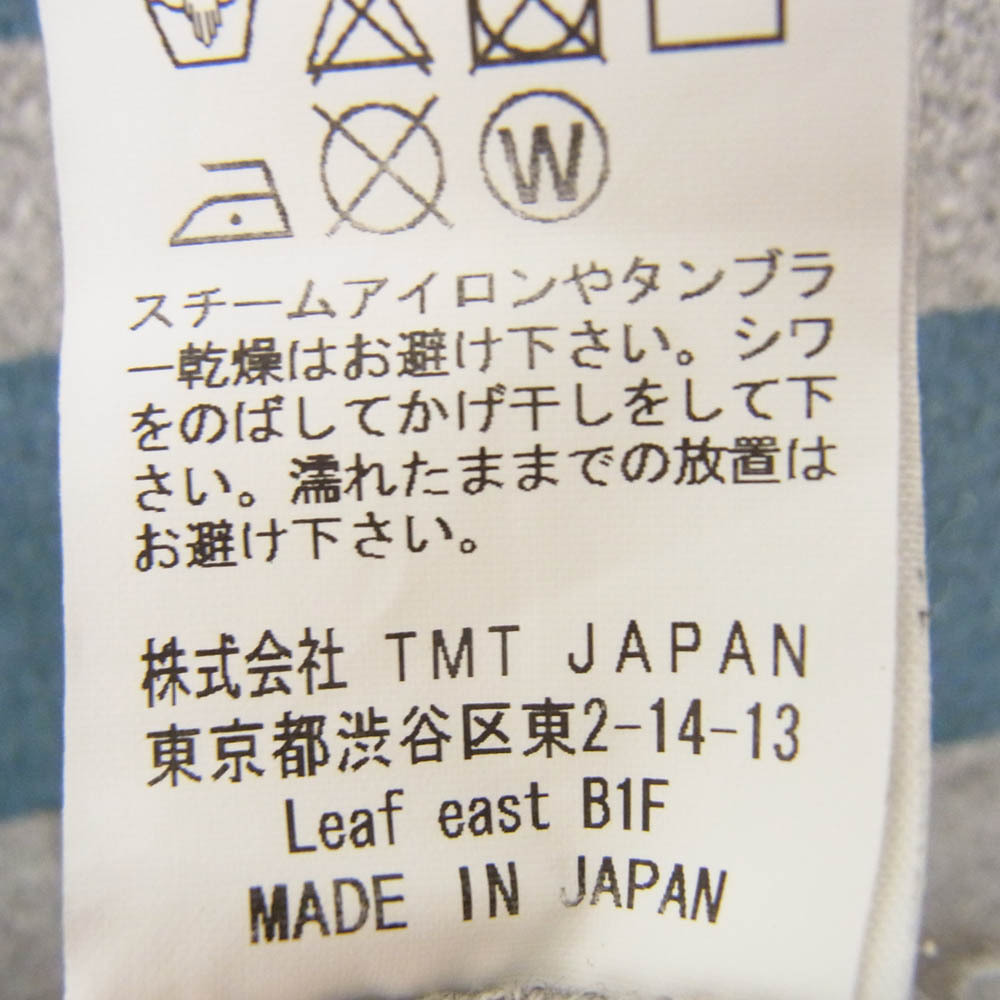 W
スチームアイロンやタンブラ
ー乾燥はお避け下さい。シワ
をのばしてかげ干しをして下
さい。濡れたままでの放置は
お避け下さい。
株式会社 TMT JAPAN
東京都渋谷区東2-14-13
Leaf east B1F
MADE IN JAPAN